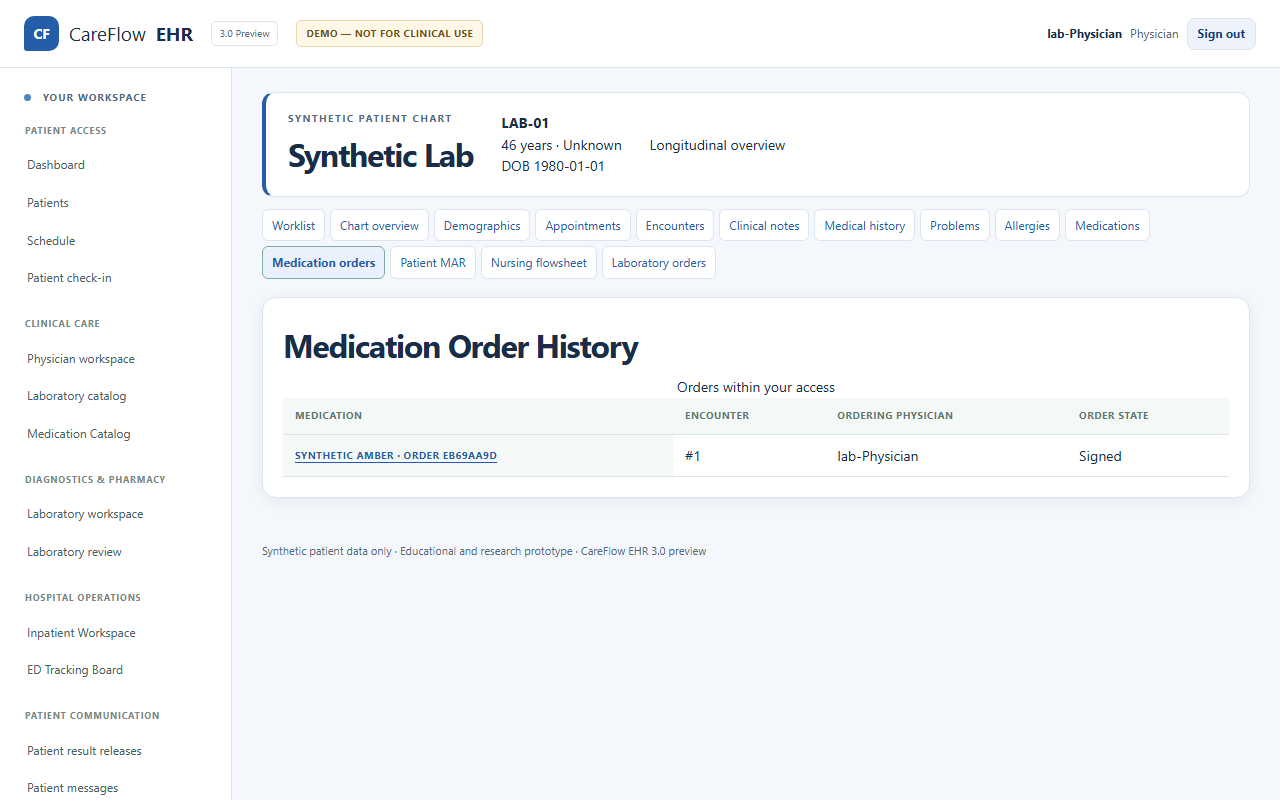 CF CareFlow EHR 3.0 Preview DEMO — NOT FOR CLINICAL USE lab-Physician Physician Sign out
YOUR WORKSPACE
PATIENT ACCESS
Dashboard
Patients
Schedule
Patient check-in
CLINICAL CARE
Physician workspace
Laboratory catalog
Medication Catalog
DIAGNOSTICS & PHARMACY
Laboratory workspace
Laboratory review
HOSPITAL OPERATIONS
Inpatient Workspace
ED Tracking Board
PATIENT COMMUNICATION
Patient result releases
Patient messages
SYNTHETIC PATIENT CHART
Synthetic Lab
LAB-01
46 years · Unknown Longitudinal overview
DOB 1980-01-01
Worklist Chart overview Demographics Appointments Encounters Clinical notes Medical history Problems Allergies Medications
Medication orders Patient MAR Nursing flowsheet Laboratory orders
Medication Order History
Orders within your access
MEDICATION ENCOUNTER ORDERING PHYSICIAN ORDER STATE
SYNTHETIC AMBER · ORDER EB69AA9D #1 lab-Physician Signed
Synthetic patient data only · Educational and research prototype · CareFlow EHR 3.0 preview